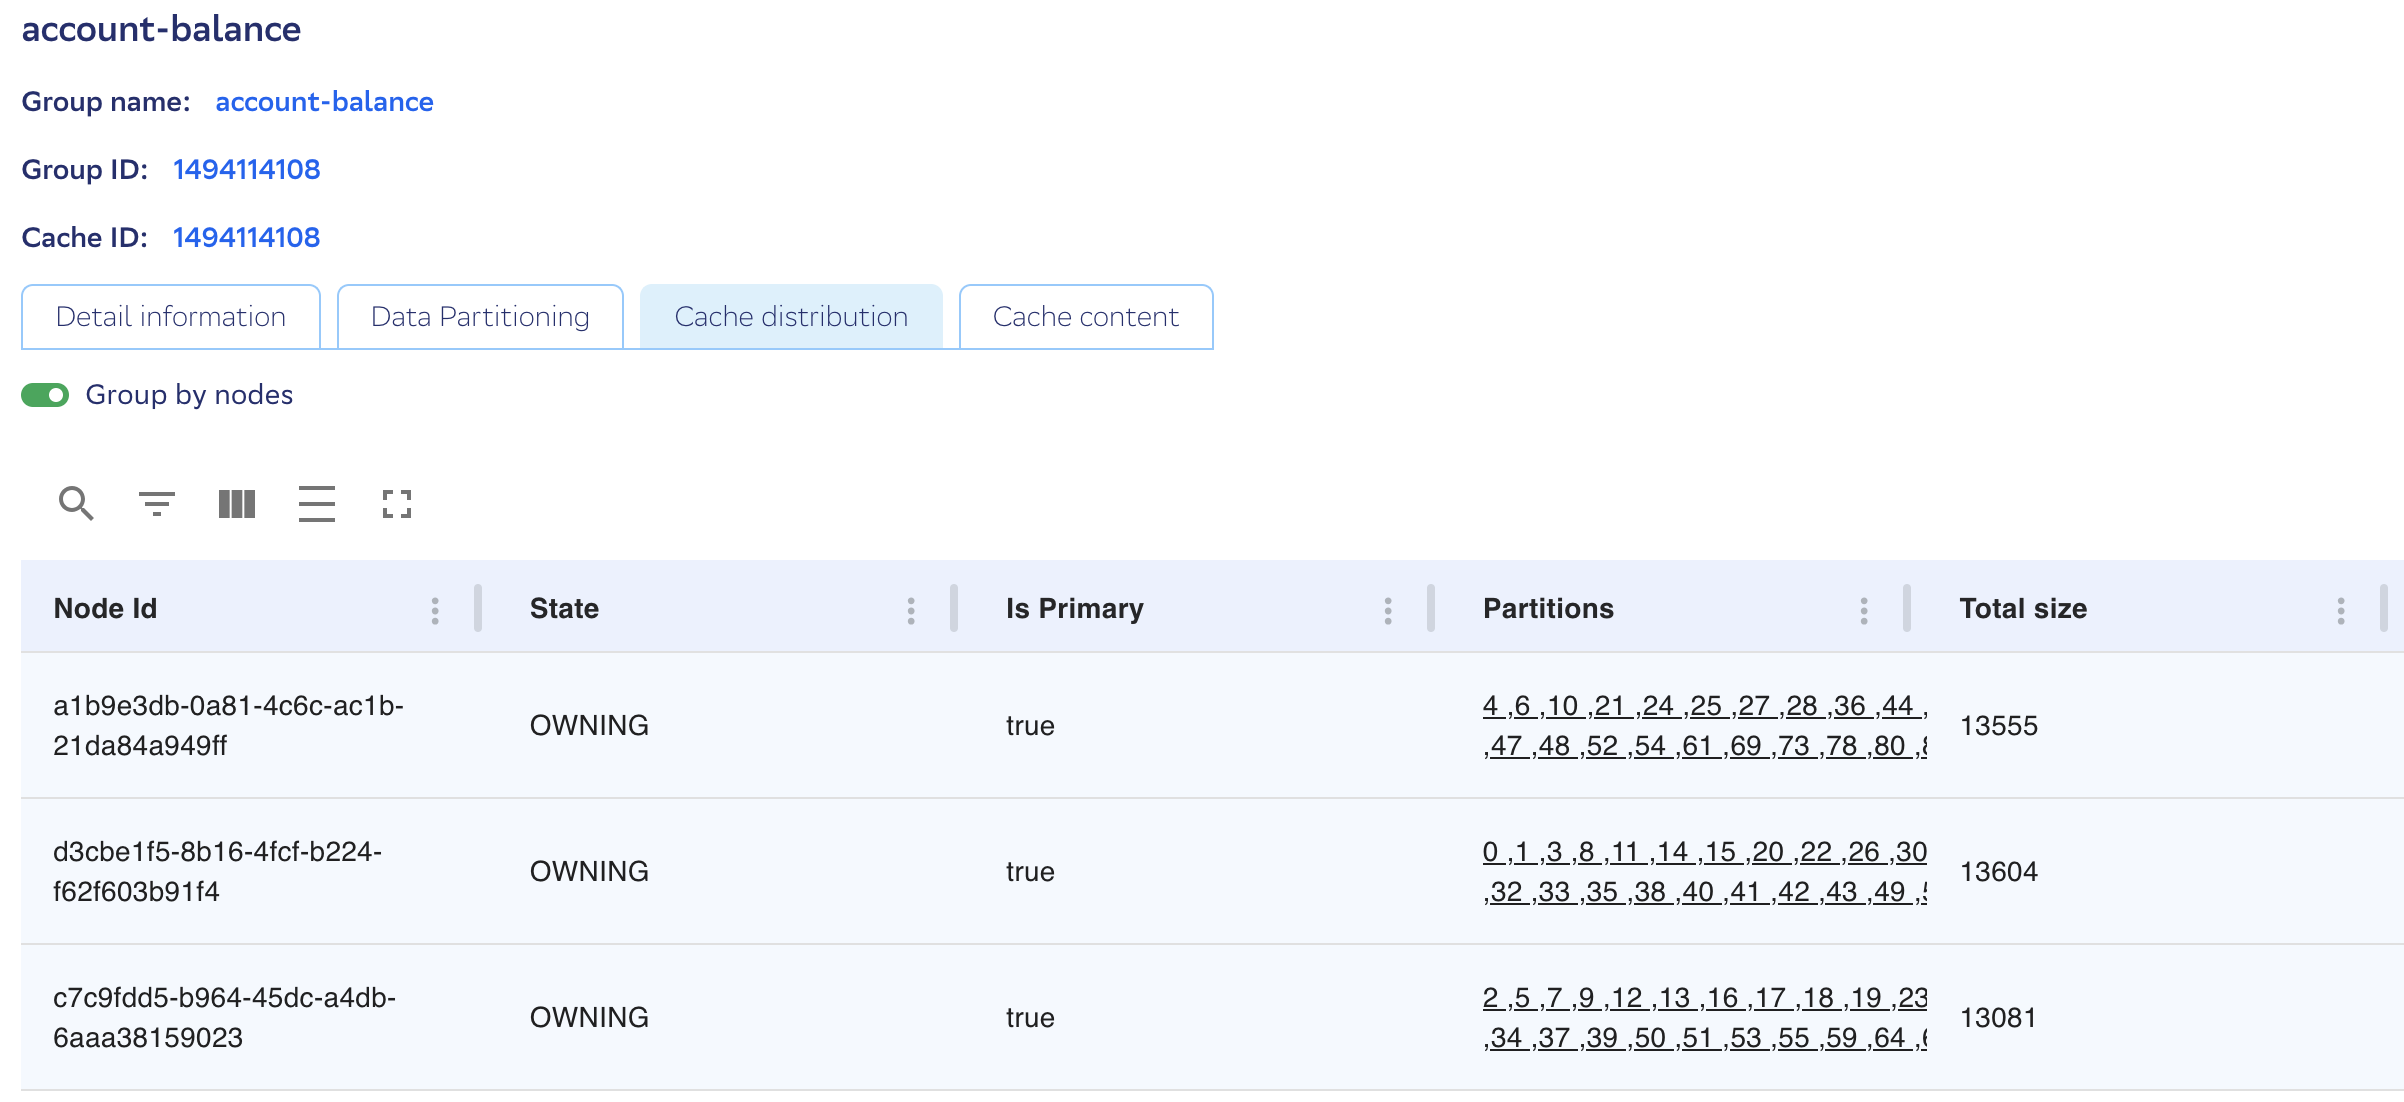 account-balance
Group name: account-balance
Group ID: 1494114108
Cache ID: 1494114108
Detail information Data Partitioning Cache distribution Cache content
Group by nodes
Node Id State Is Primary Partitions Total size
a1b9e3db-0a81-4c6c-ac1b-
21da84a949ff
OWNING true
4 ,6 ,10 ,21 ,24 ,25 ,27 ,28 ,36 ,44 ,
,47 ,48 ,52 ,54 ,61 ,69 ,73 ,78 ,80 ,
13555
d3cbe1f5-8b16-4fcf-b224-
f62f603b91f4
OWNING true
0 ,1 ,3 ,8 ,11 ,14 ,15 ,20 ,22 ,26 ,30
,32 ,33 ,35 ,38 ,40 ,41 ,42 ,43 ,49 ,
13604
c7c9fdd5-b964-45dc-a4db-
6aaa38159023
OWNING true
2 ,5 ,7 ,9 ,12 ,13 ,16 ,17 ,18 ,19 ,23
,34 ,37 ,39 ,50 ,51 ,53 ,55 ,59 ,64 ,
13081